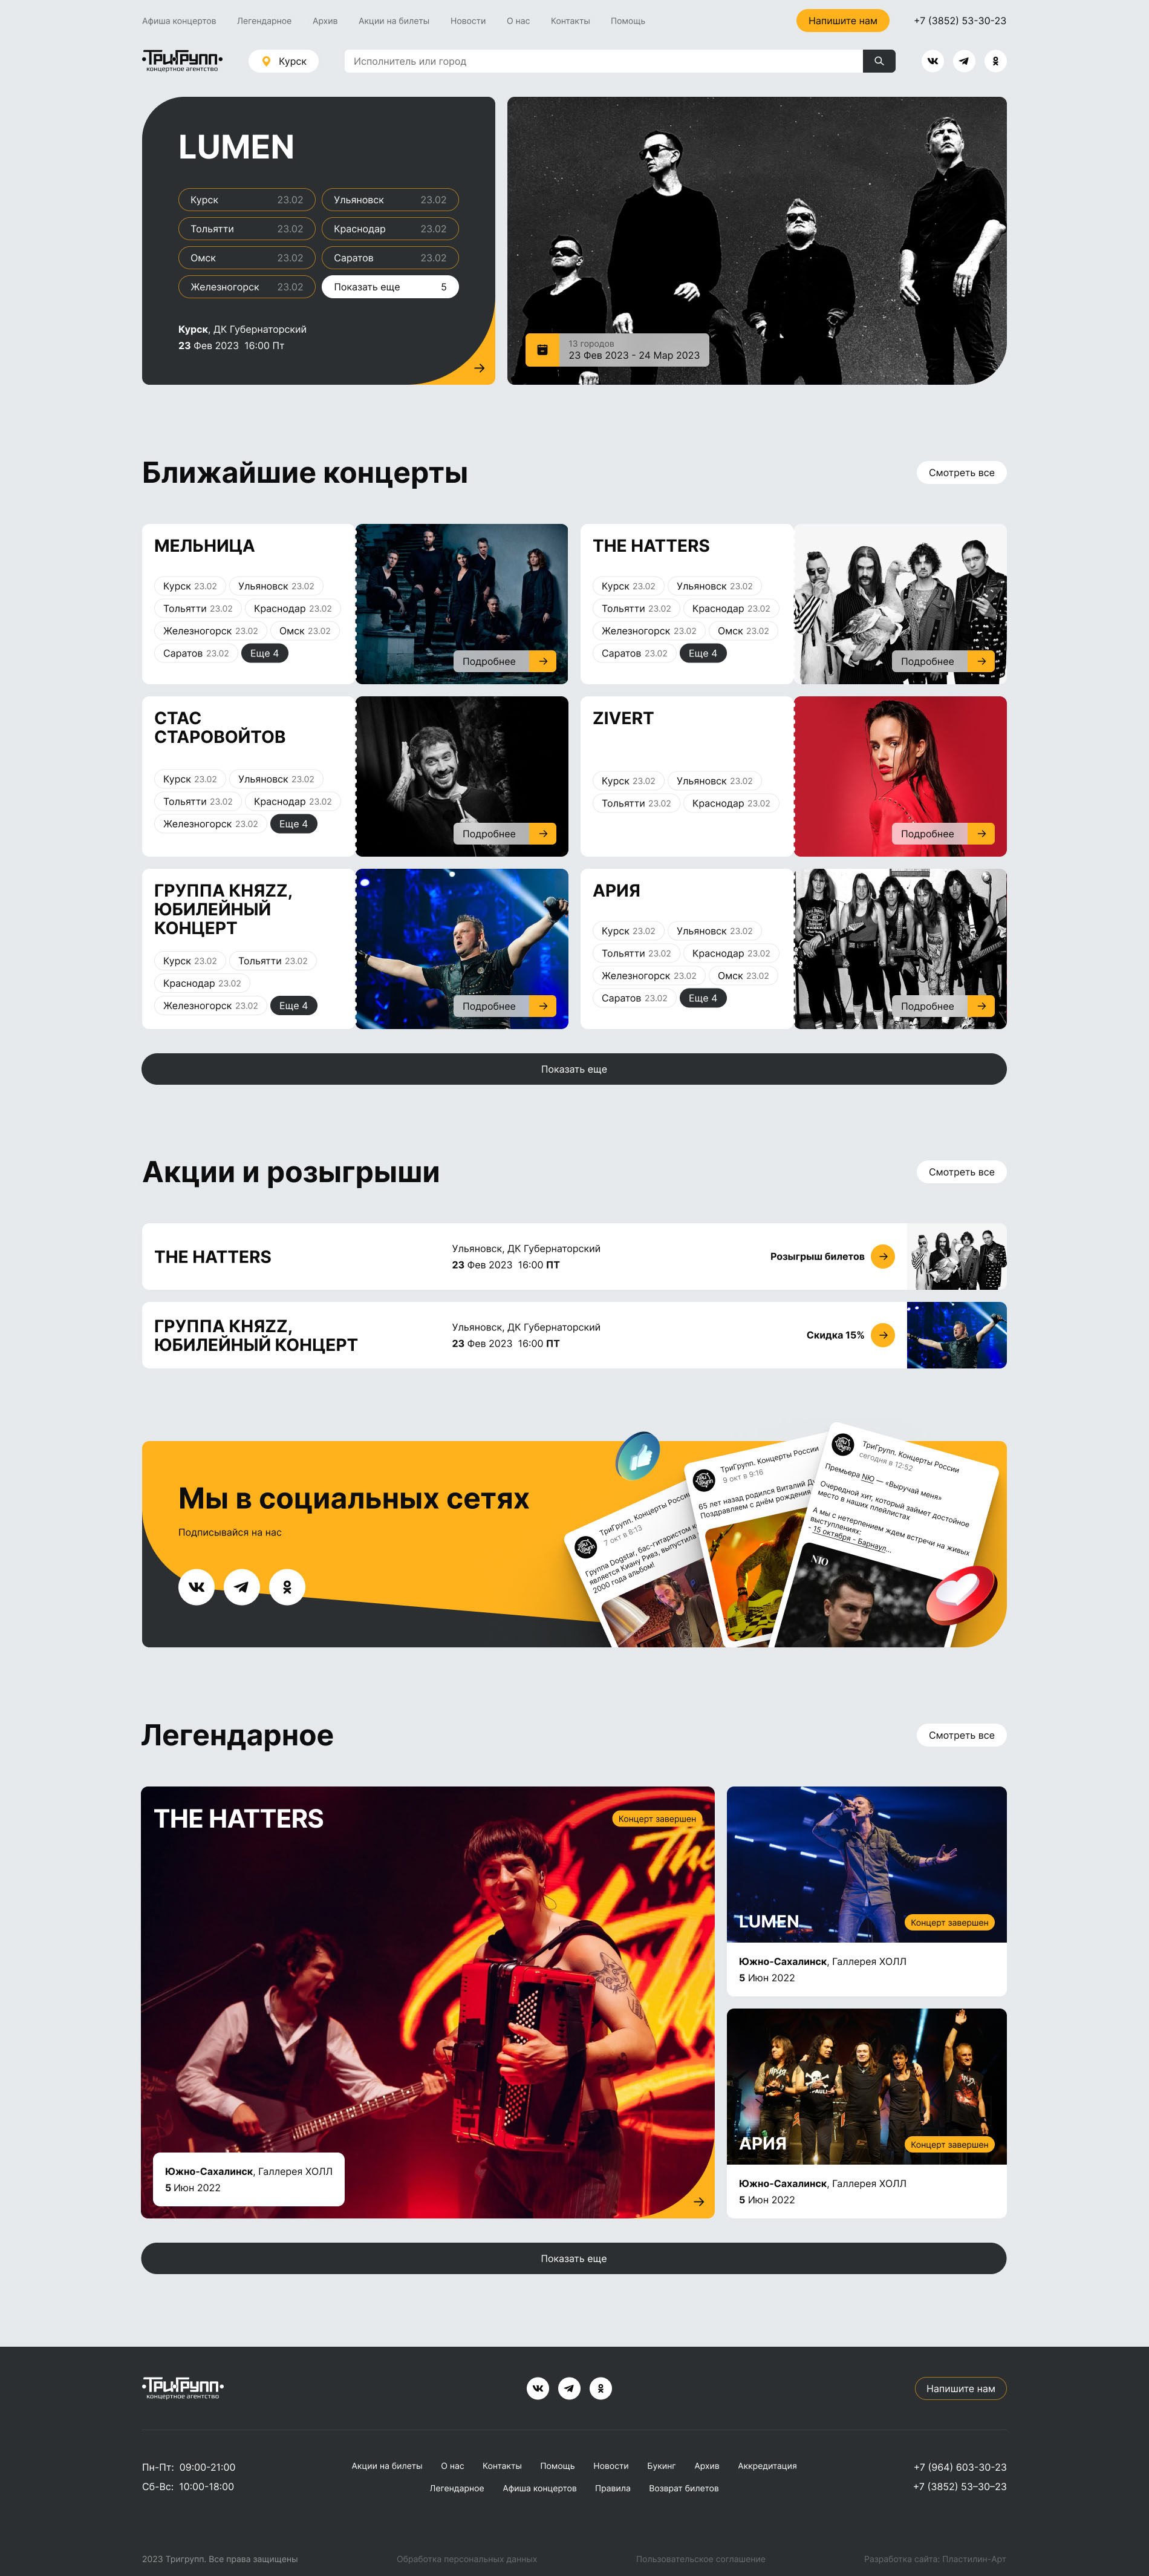 Афиша концертов Легендарное Архив Акции на билеты Новости О нас Контакты Помощь
Напишите нам
+7 (3852) 53-30-23
ТриГрупп
концертное агентство
Курск
Исполнитель или город
LUMEN
Курск 23.02
Ульяновск 23.02
Тольятти 23.02
Краснодар 23.02
Омск 23.02
Саратов 23.02
Железногорск 23.02
Показать еще 5
Курск, ДК Губернаторский
23 Фев 2023 16:00 Пт
13 городов
23 Фев 2023 - 24 Мар 2023
Ближайшие концерты
Смотреть все
МЕЛЬНИЦА
Курск 23.02 Ульяновск 23.02
Тольятти 23.02 Краснодар 23.02
Железногорск 23.02 Омск 23.02
Саратов 23.02 Еще 4
Подробнее
THE HATTERS
Курск 23.02 Ульяновск 23.02
Тольятти 23.02 Краснодар 23.02
Железногорск 23.02 Омск 23.02
Саратов 23.02 Еще 4
Подробнее
СТАС
СТАРОВОЙТОВ
Курск 23.02 Ульяновск 23.02
Тольятти 23.02 Краснодар 23.02
Железногорск 23.02 Еще 4
Подробнее
ZIVERT
Курск 23.02 Ульяновск 23.02
Тольятти 23.02 Краснодар 23.02
Подробнее
ГРУППА КНЯZZ,
ЮБИЛЕЙНЫЙ
КОНЦЕРТ
Курск 23.02 Тольятти 23.02
Краснодар 23.02
Железногорск 23.02 Еще 4
Подробнее
АРИЯ
Курск 23.02 Ульяновск 23.02
Тольятти 23.02 Краснодар 23.02
Железногорск 23.02 Омск 23.02
Саратов 23.02 Еще 4
Подробнее
Показать еще
Акции и розыгрыши
Смотреть все
THE HATTERS
Ульяновск, ДК Губернаторский
23 Фев 2023 16:00 ПТ
Розыгрыш билетов
ГРУППА КНЯZZ,
ЮБИЛЕЙНЫЙ КОНЦЕРТ
Ульяновск, ДК Губернаторский
23 Фев 2023 16:00 ПТ
Скидка 15%
Мы в социальных сетях
Подписывайся на нас
ТриГрупп. Концерты России
7 окт в 8:13
Группа Dogstar, бас-гитаристом
является Киану Ривз, выпустила
2000 года альбом!
ТриГрупп. Концерты России
9 окт в 9:16
65 лет назад родился Виталий
Поздравляем с днём рождения
ТриГрупп. Концерты России
сегодня в 12:52
Премьера NЮ — «Выручай меня»
Очередной хит, который займет достойное
место в наших плейлистах
А мы с нетерпением ждем встречи на живых
выступлениях:
- 15 октября - Барнаул...
NЮ
Легендарное
Смотреть все
THE HATTERS
Концерт завершен
Южно-Сахалинск, Галлерея ХОЛЛ
5 Июн 2022
LUMEN
Концерт завершен
Южно-Сахалинск, Галлерея ХОЛЛ
5 Июн 2022
АРИЯ
Концерт завершен
Южно-Сахалинск, Галлерея ХОЛЛ
5 Июн 2022
Показать еще
ТриГрупп
концертное агентство
Напишите нам
Пн-Пт: 09:00-21:00
Сб-Вс: 10:00-18:00
Акции на билеты О нас Контакты Помощь Новости Букинг Архив Аккредитация
Легендарное Афиша концертов Правила Возврат билетов
+7 (964) 603-30-23
+7 (3852) 53–30–23
2023 Тригрупп. Все права защищены
Обработка персональных данных
Пользовательское соглашение
Разработка сайта: Пластилин-Арт